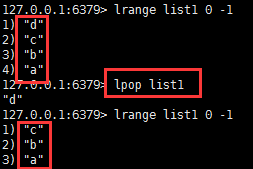 127.0.0.1:6379> lrange list1 0 -1
1) "d"
2) "c"
3) "b"
4) "a"
127.0.0.1:6379> lpop list1
"d"
127.0.0.1:6379> lrange list1 0 -1
1) "c"
2) "b"
3) "a"